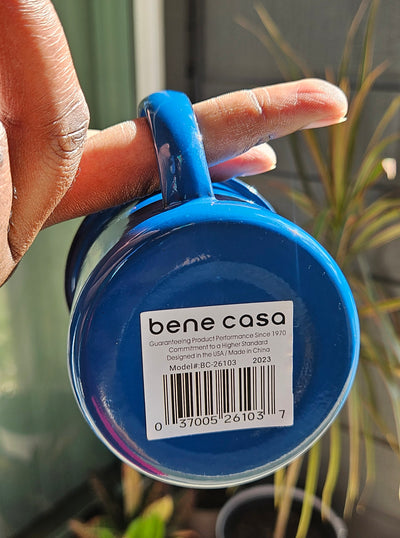 bene casa
Guaranteeing Product Performance Since 1970
Commitment to a Higher Standard
Designed in the USA / Made in China
Model#:BC-26103 2023
0 37005 26103 7